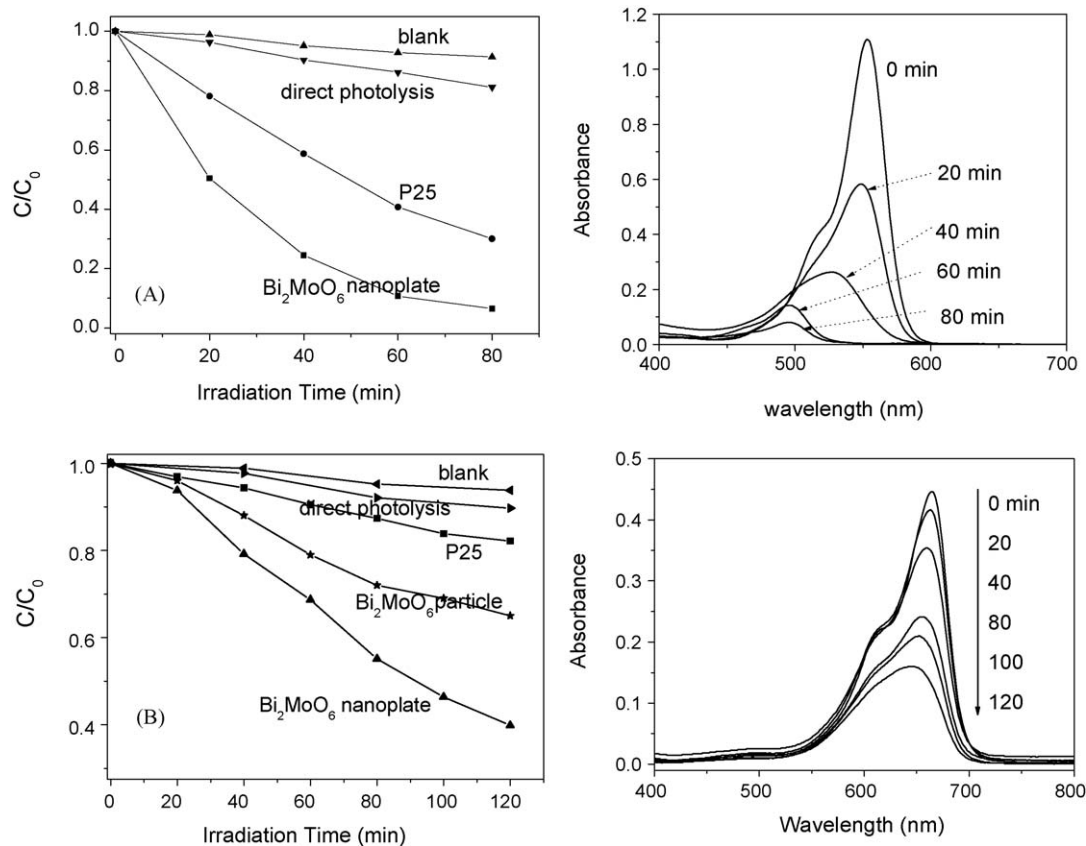 1.0
0.8
0.6
0.4
0.2
0.0
C/C0
blank
direct photolysis
P25
Bi2MoO6 nanoplate
(A)
0 20 40 60 80
Irradiation Time (min)
1.2
1.0
0.8
0.6
0.4
0.2
0.0
Absorbance
0 min
20 min
40 min
60 min
80 min
400 500 600 700
wavelength (nm)
1.0
0.8
0.6
0.4
C/C0
blank
direct photolysis
P25
Bi2MoO6 particle
Bi2MoO6 nanoplate
(B)
0 20 40 60 80 100 120
Irradiation Time (min)
0.5
0.4
0.3
0.2
0.1
0.0
Absorbance
0 min
20
40
80
100
120
400 500 600 700 800
Wavelength (nm)